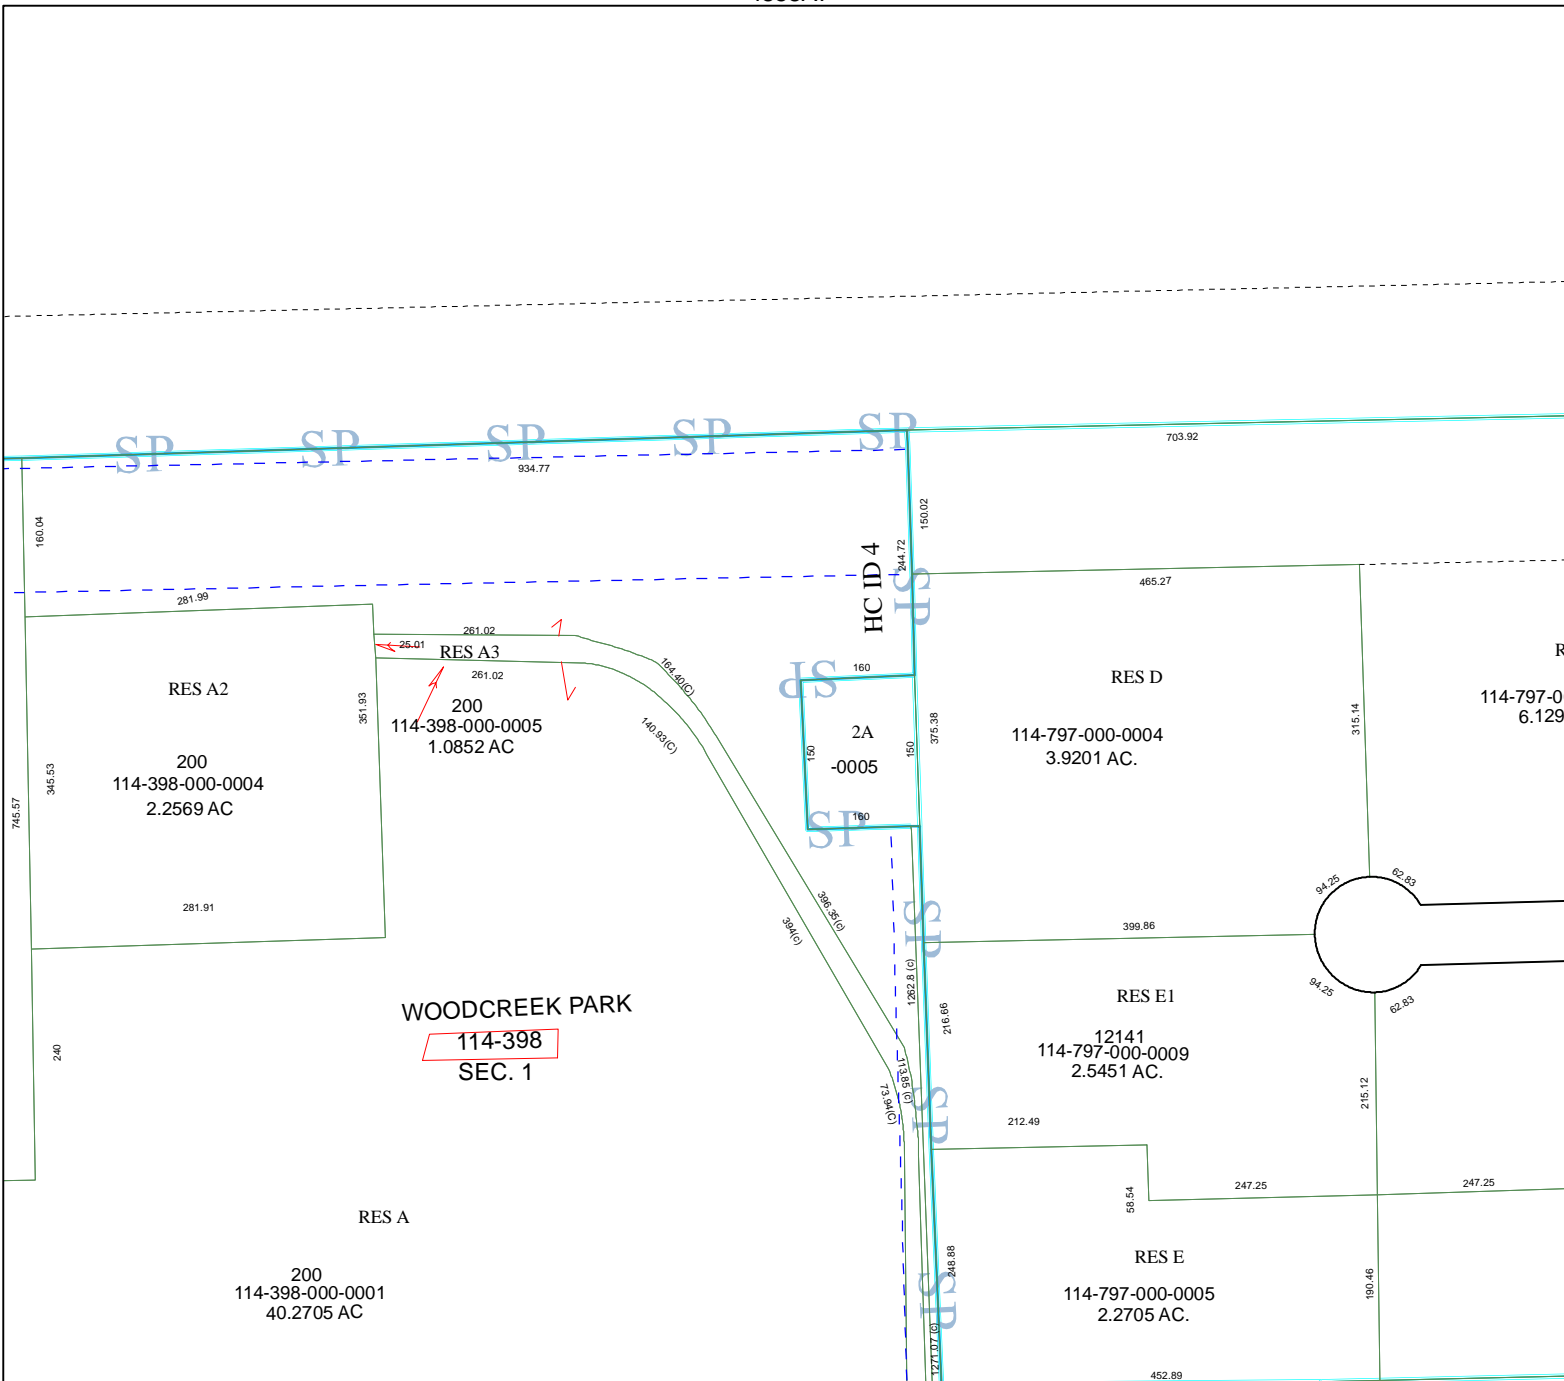 SP
SP
SP
SP
SP
703.92
934.77
160.04
150.02
244.72
HC ID 4
SP
465.27
281.99
261.02
25.01
RES A3
261.02
164.40(C)
140.93(C)
RES A2
351.93
200
114-398-000-0005
1.0852 AC
200
114-398-000-0004
2.2569 AC
345.53
745.57
281.91
SP
160
2A
-0005
150
150
160
SP
375.38
RES D
114-797-000-0004
3.9201 AC.
315.14
114-797-0
6.129
94.25
62.83
399.86
94.25
62.83
396.35(c)
394(c)
SP
1262.8 (c)
216.66
RES E1
12141
114-797-000-0009
2.5451 AC.
215.12
WOODCREEK PARK
114-398
SEC. 1
240
113.85 (c)
73.94(C)
SP
212.49
58.54
247.25
247.25
RES A
200
114-398-000-0001
40.2705 AC
248.88
SP
1271.07 (c)
RES E
114-797-000-0005
2.2705 AC.
190.46
452.89